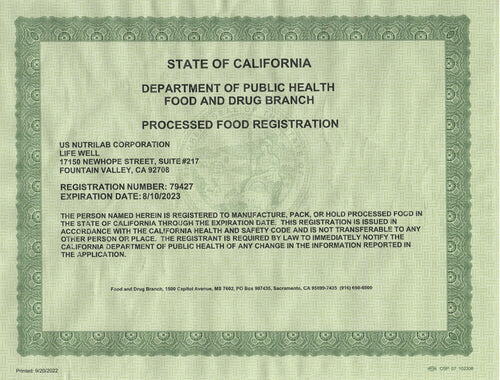 STATE OF CALIFORNIA
DEPARTMENT OF PUBLIC HEALTH
FOOD AND DRUG BRANCH
PROCESSED FOOD REGISTRATION
US NUTRILAB CORPORATION
LIFE WELL
17150 NEWHOPE STREET, SUITE#217
FOUNTAIN VALLEY, CA 92708
REGISTRATION NUMBER: 79427
EXPIRATION DATE: 8/10/2023
THE PERSON NAMED HEREIN IS REGISTERED TO MANUFACTURE, PACK, OR HOLD PROCESSED FOOD IN
THE STATE OF CALIFORNIA THROUGH THE EXPIRATION DATE. THIS REGISTRATION IS ISSUED IN
ACCORDANCE WITH THE CALIFORNIA HEALTH AND SAFETY CODE AND IS NOT TRANSFERABLE TO ANY
OTHER PERSON OR PLACE. THE REGISTRANT IS REQUIRED BY LAW TO IMMEDIATELY NOTIFY THE
CALIFORNIA DEPARTMENT OF PUBLIC HEALTH OF ANY CHANGE IN THE INFORMATION REPORTED IN
THE APPLICATION.
Food and Drug Branch, 1500 Capitol Avenue, MS 7602, PO Box 997435, Sacramento, CA 95899-7435 (916) 650-6500
Printed: 9/20/2022
OSP 07 102308